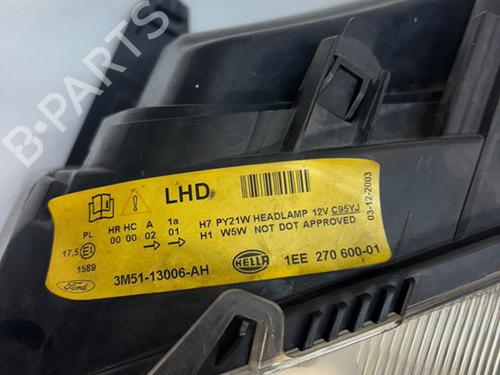 B-PARTS
LHD
PL HR HC A 1a H7 PY21W HEADLAMP 12V C95YJ
00 00 02 01 H1 W5W NOT DOT APPROVED
03-12-2003
17,5 E1
1589
3M51-13006-AH HELLA 1EE 270 600-01
Ford